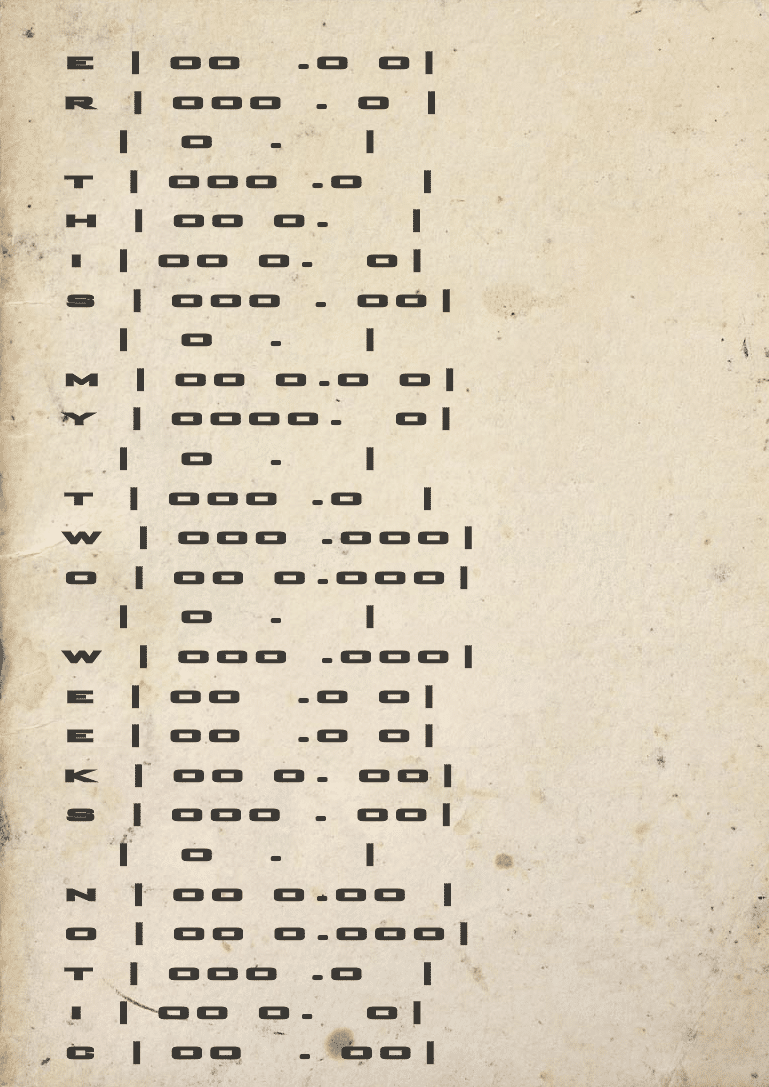 E | OO   .O O|
R | OOO . O |
|  O  .   |
T | OOO .O  |
H | OO O.   |
I | OO O.  O|
S | OOO . OO|
|  O  .   |
M | OO O.O O|
Y | OOOO.  O|
|  O  .   |
T | OOO .O  |
W | OOO .OOO|
O | OO O.OOO|
|  O  .   |
W | OOO .OOO|
E | OO   .O O|
E | OO   .O O|
K | OO O. OO|
S | OOO . OO|
|  O  .   |
N | OO O.OO |
O | OO O.OOO|
T | OOO .O  |
I | OO O.  O|
C | OO   . OO|